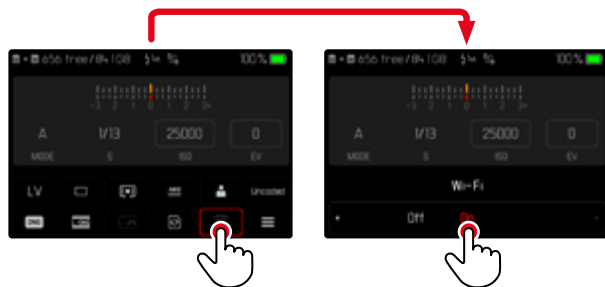 656 free/84.1GB 100%
-3 2 1 0 1 2 3+
A 1/13 25000 0
MODE S ISO EV
LV Uncoded
DNG
656 free/84.1GB 100%
-3 2 1 0 1 2 3+
A 1/13 25000 0
MODE S ISO EV
Wi-Fi
Off On